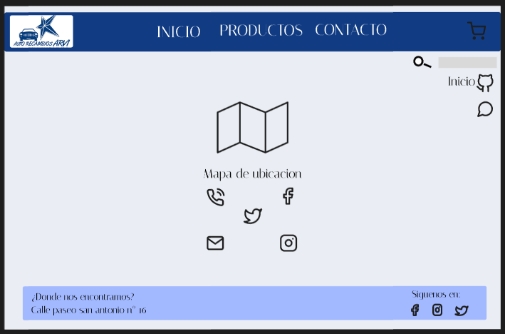 INICIO PRODUCTOS CONTACTO
AUTO RECAMBIOS ARVI
Inicio
Mapa de ubicacion
¿Donde nos encontramos?
Siguenos en:
Calle paseo san antonio nº 16